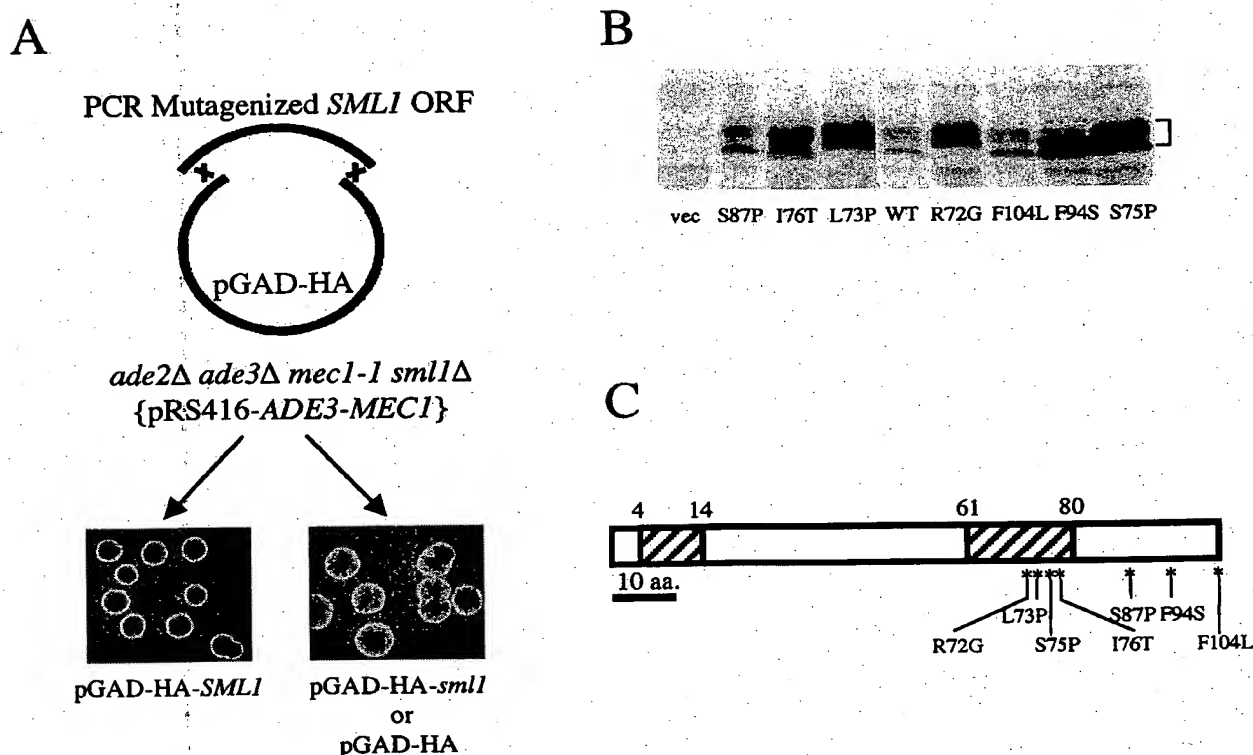 A
PCR Mutagenized SML1 ORF
pGAD-HA
ade2Δ ade3Δ mec1-1 sml1Δ
{pRS416-ADE3-MEC1}
pGAD-HA-SML1
pGAD-HA-sml1
or
pGAD-HA
B
vec S87P I76T L73P WT R72G F104L F94S S75P
C
4 14 61 80
10 aa.
L73P S87P F94S
R72G S75P I76T F104L